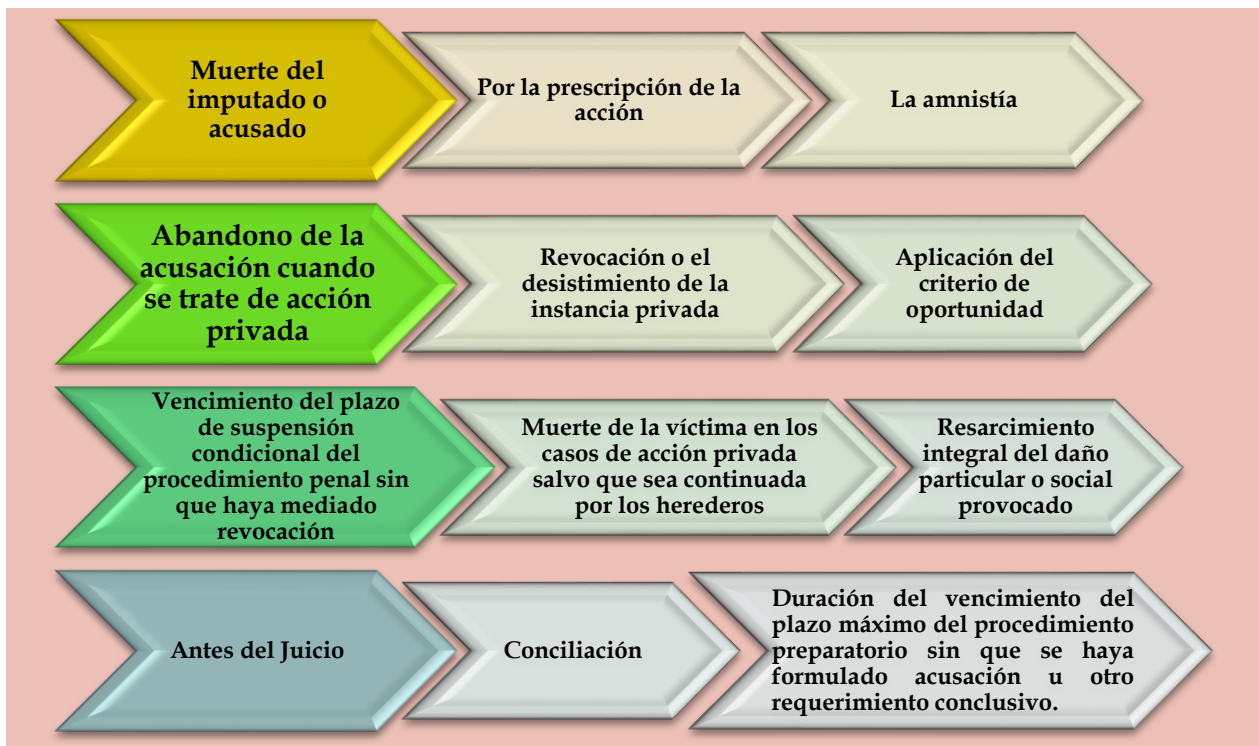 Muerte del
imputado o
acusado
Por la prescripción de la
acción
La amnistía
Abandono de la
acusación cuando
se trate de acción
privada
Revocación o el
desistimiento de la
instancia privada
Aplicación del
criterio de
oportunidad
Vencimiento del plazo
de suspensión
condicional del
procedimiento penal sin
que haya mediado
revocación
Muerte de la víctima en los
casos de acción privada
salvo que sea continuada
por los herederos
Resarcimiento
integral del daño
particular o social
provocado
Antes del Juicio
Conciliación
Duración del vencimiento del
plazo máximo del procedimiento
preparatorio sin que se haya
formulado acusación u otro
requerimiento conclusivo.